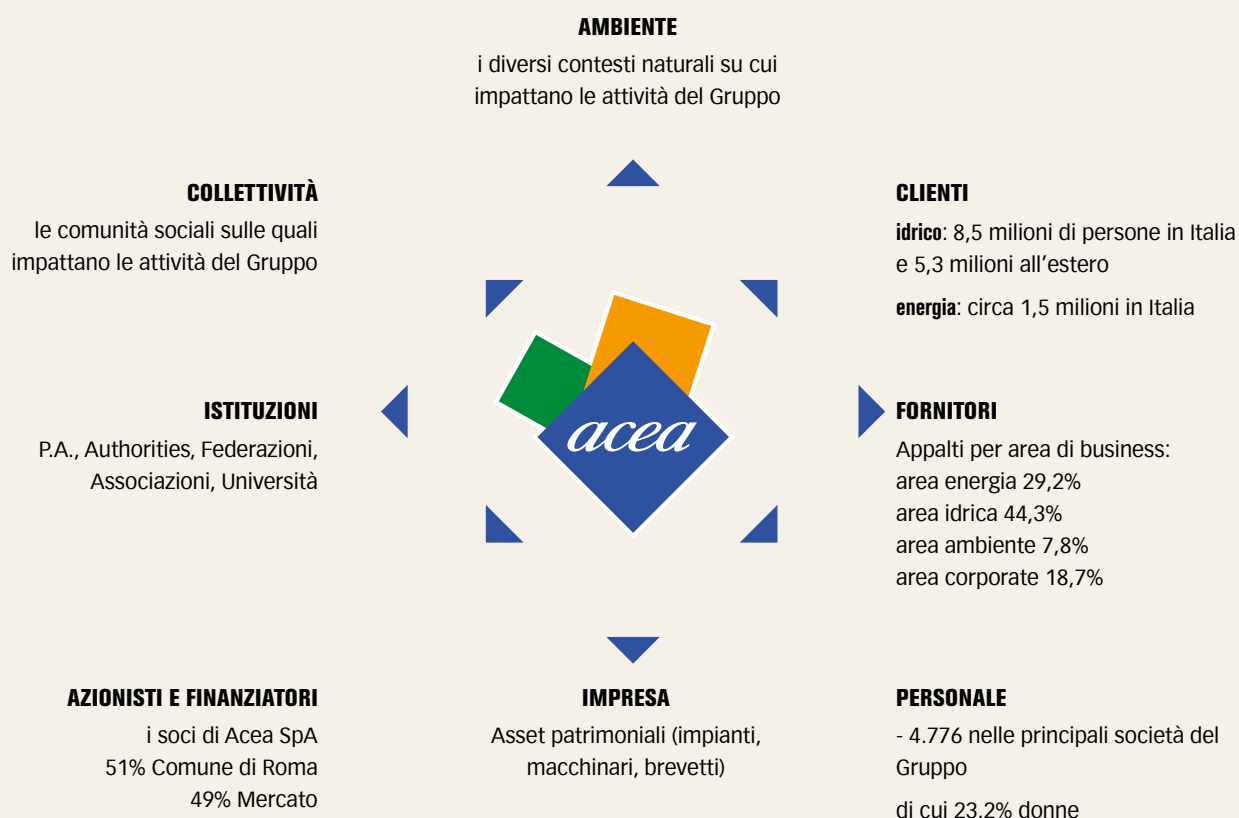 AMBIENTE
i diversi contesti naturali su cui
impattano le attività del Gruppo
COLLETTIVITÀ
le comunità sociali sulle quali
impattano le attività del Gruppo
CLIENTI
idrico: 8,5 milioni di persone in Italia
e 5,3 milioni all'estero
energia: circa 1,5 milioni in Italia
acea
ISTITUZIONI
P.A., Authorities, Federazioni,
Associazioni, Università
FORNITORI
Appalti per area di business:
area energia 29,2%
area idrica 44,3%
area ambiente 7,8%
area corporate 18,7%
AZIONISTI E FINANZIATORI
i soci di Acea SpA
51% Comune di Roma
49% Mercato
IMPRESA
Asset patrimoniali (impianti,
macchinari, brevetti)
PERSONALE
- 4.776 nelle principali società del
Gruppo
di cui 23,2% donne